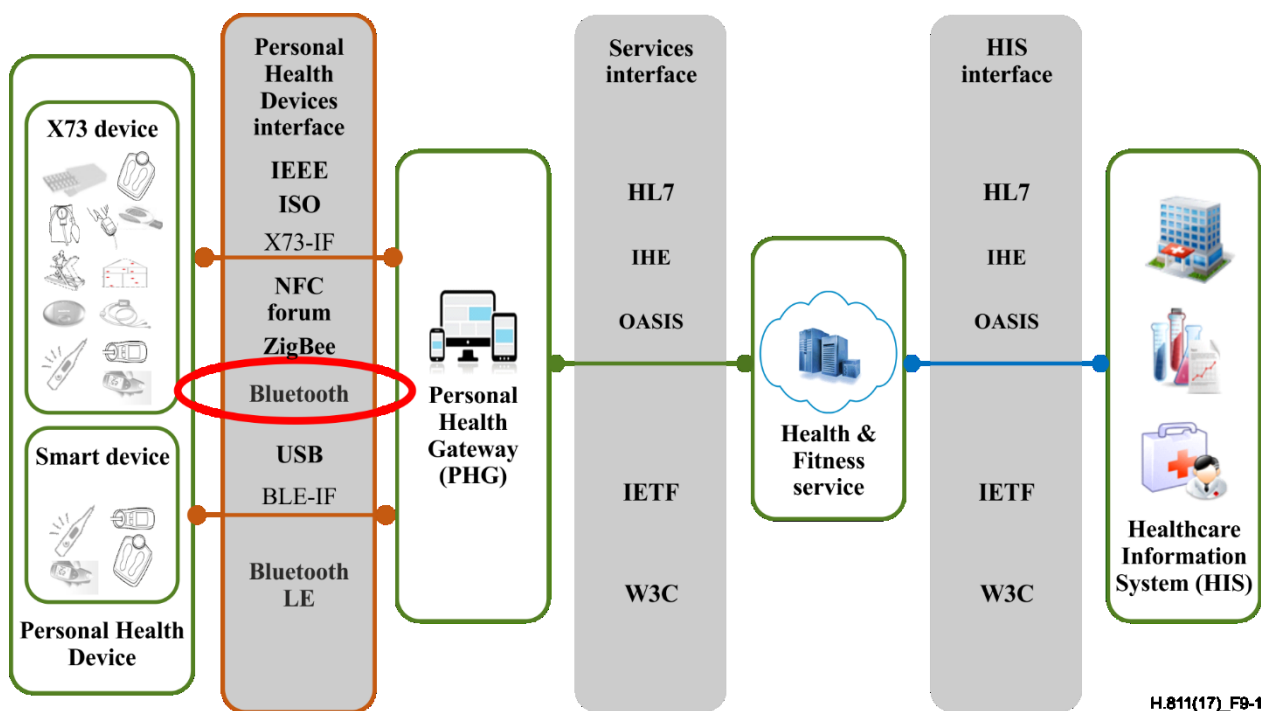 X73 device
Smart device
Personal Health
Device
Personal
Health
Devices
interface
IEEE
ISO
X73-IF
NFC
forum
ZigBee
Bluetooth
USB
BLE-IF
Bluetooth
LE
Personal
Health
Gateway
(PHG)
Services
interface
HL7
IHE
OASIS
IETF
W3C
Health &
Fitness
service
HIS
interface
HL7
IHE
OASIS
IETF
W3C
Healthcare
Information
System (HIS)
H.811(17)_F9-1